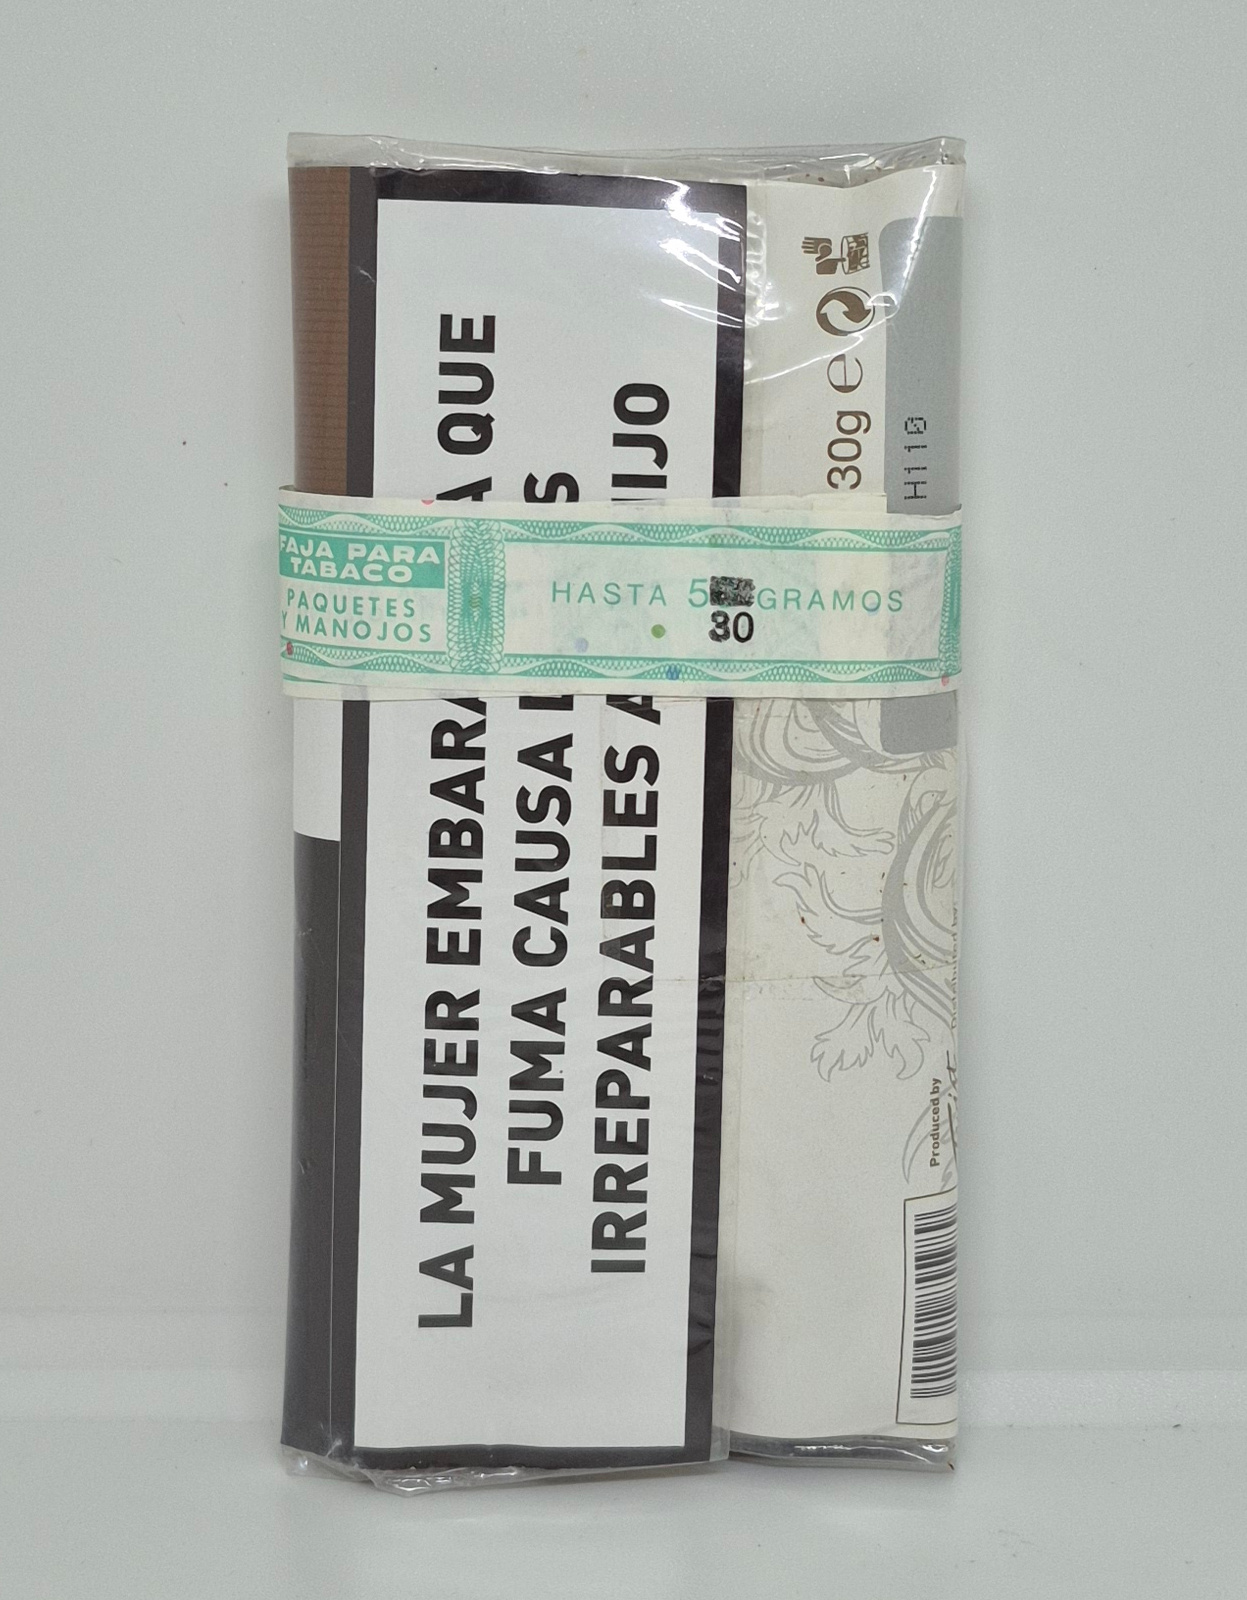 LA MUJER EMBARA A QUE
FUMA CAUSA S
IRREPARABLES A IJO
FAJA PARA
TABACO
PAQUETES
Y MANOJOS
HASTA 5 GRAMOS
30
30g e
H110
Produced by